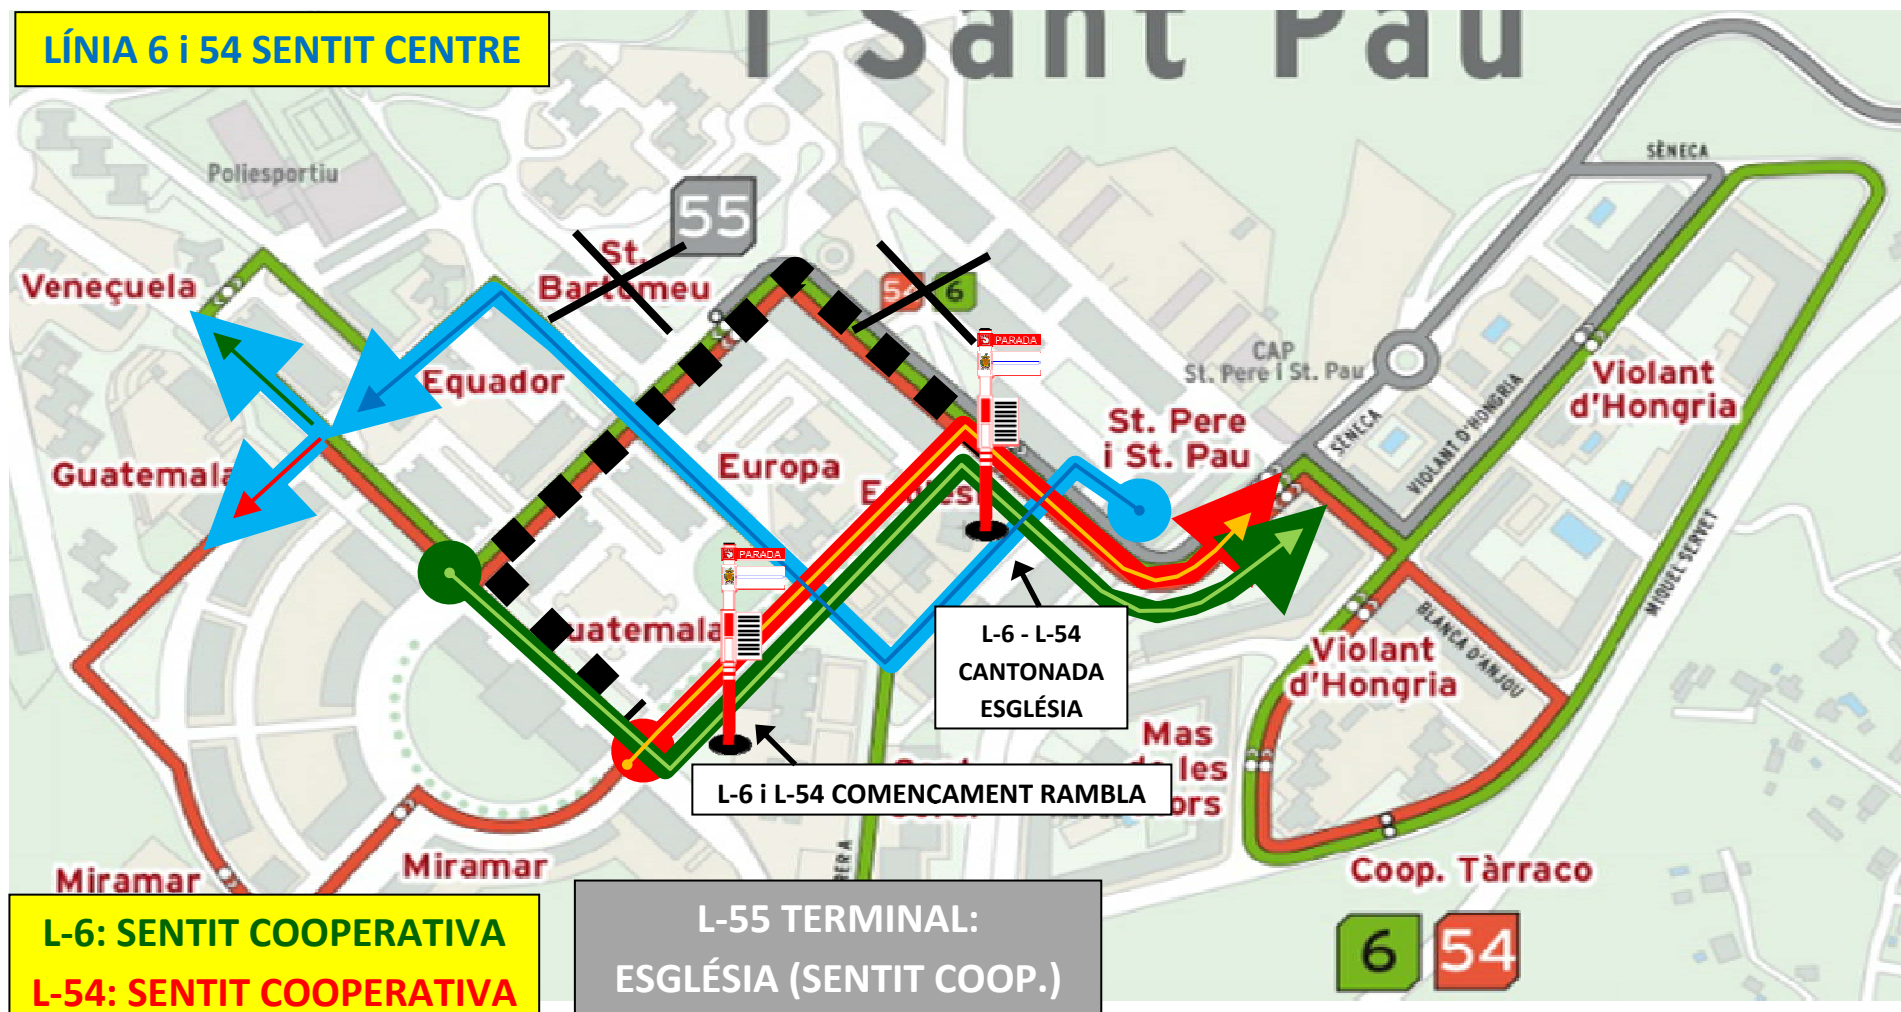 LÍNIA 6 i 54 SENTIT CENTRE
i Sant Pau
Poliesportiu
SÈNECA
55
St.
Bartomeu
Veneçuela
54
6
CAP
St. Pere i St. Pau
PARADA
Equador
Violant
d'Hongria
St. Pere
i St. Pau
SÈNECA
VIOLANT D'HONGRIA
Guatemala
Europa
MIQUEL SERVET
PARADA
L-6 - L-54
CANTONADA
ESGLÉSIA
BLANCA D'ANJOU
Violant
d'Hongria
Mas
de les
L-6 i L-54 COMENCAMENT RAMBLA
Miramar
Miramar
Coop. Tàrraco
L-6: SENTIT COOPERATIVA
L-54: SENTIT COOPERATIVA
L-55 TERMINAL:
ESGLÉSIA (SENTIT COOP.)
6
54